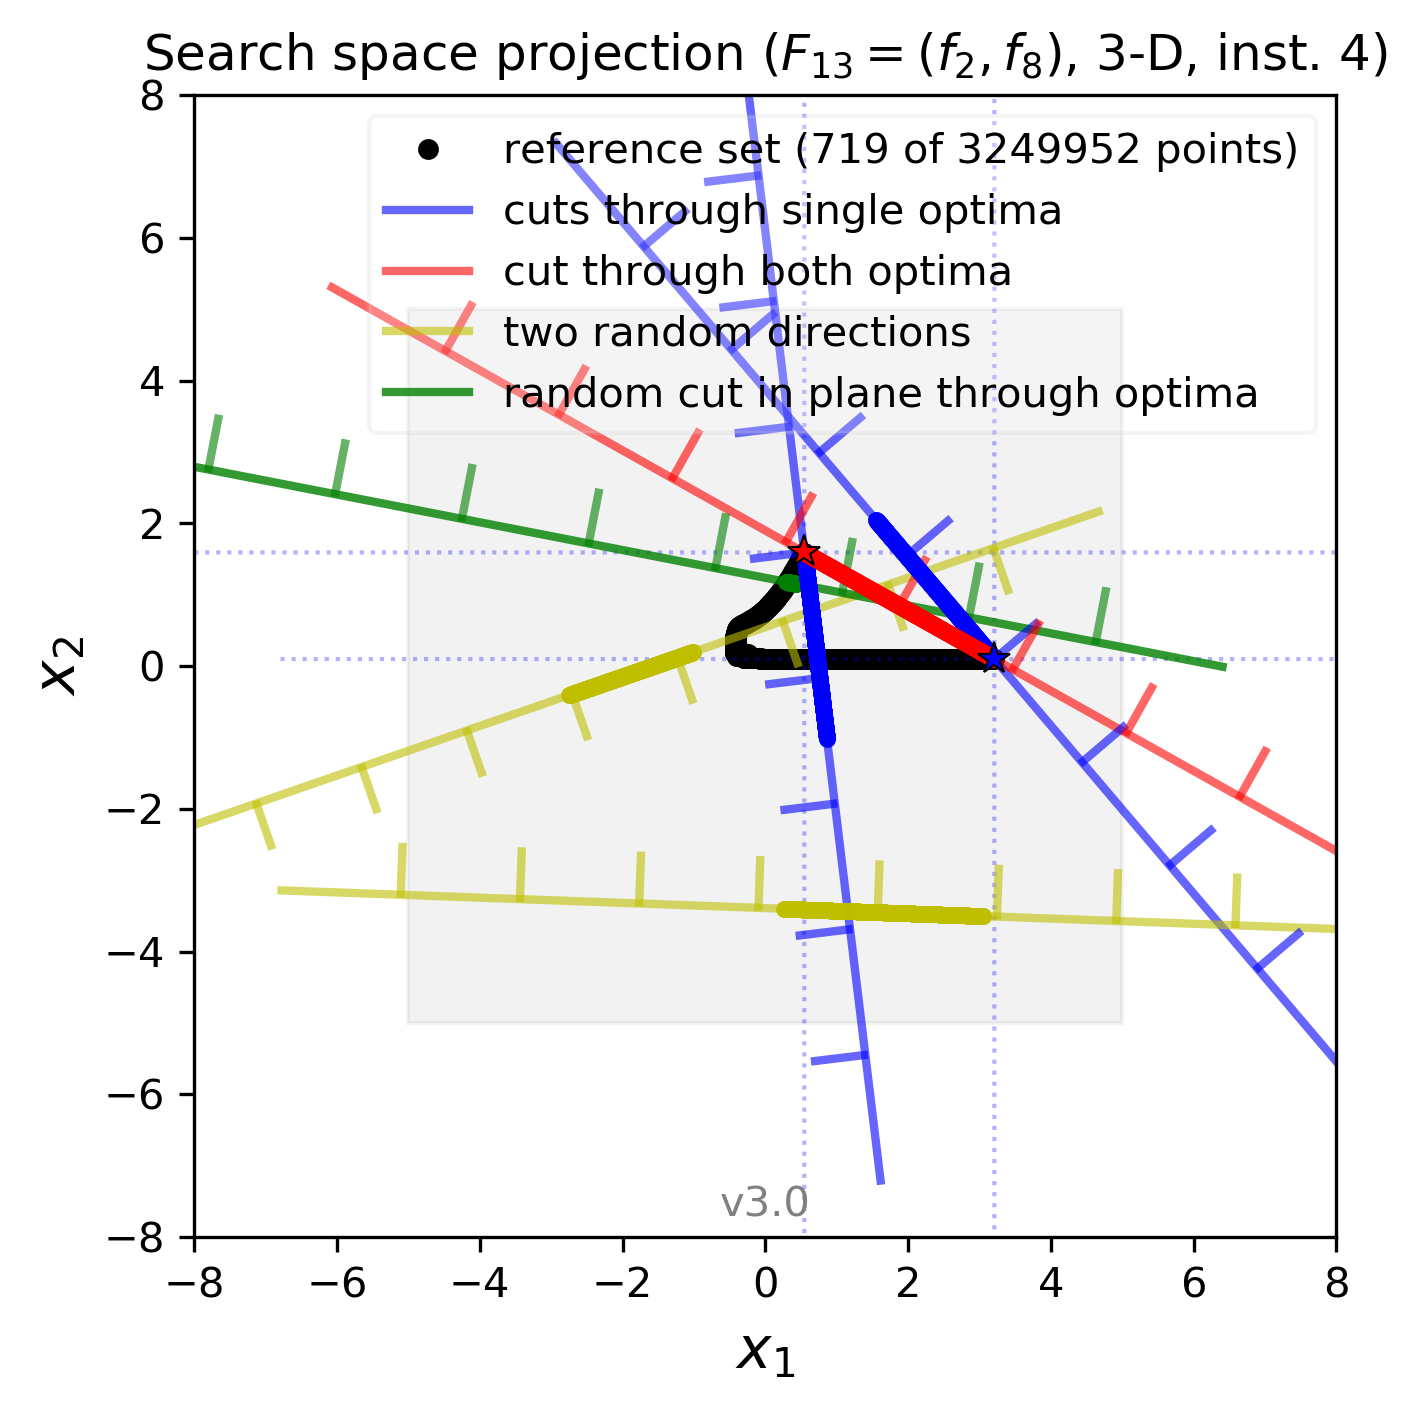 Search space projection (F₁₃ = (f₂, f₈), 3-D, inst. 4)
reference set (719 of 3249952 points)
cuts through single optima
cut through both optima
two random directions
random cut in plane through optima
8
6
4
2
0
−2
−4
−6
−8
x₂
v3.0
−8 −6 −4 −2 0 2 4 6 8
x₁